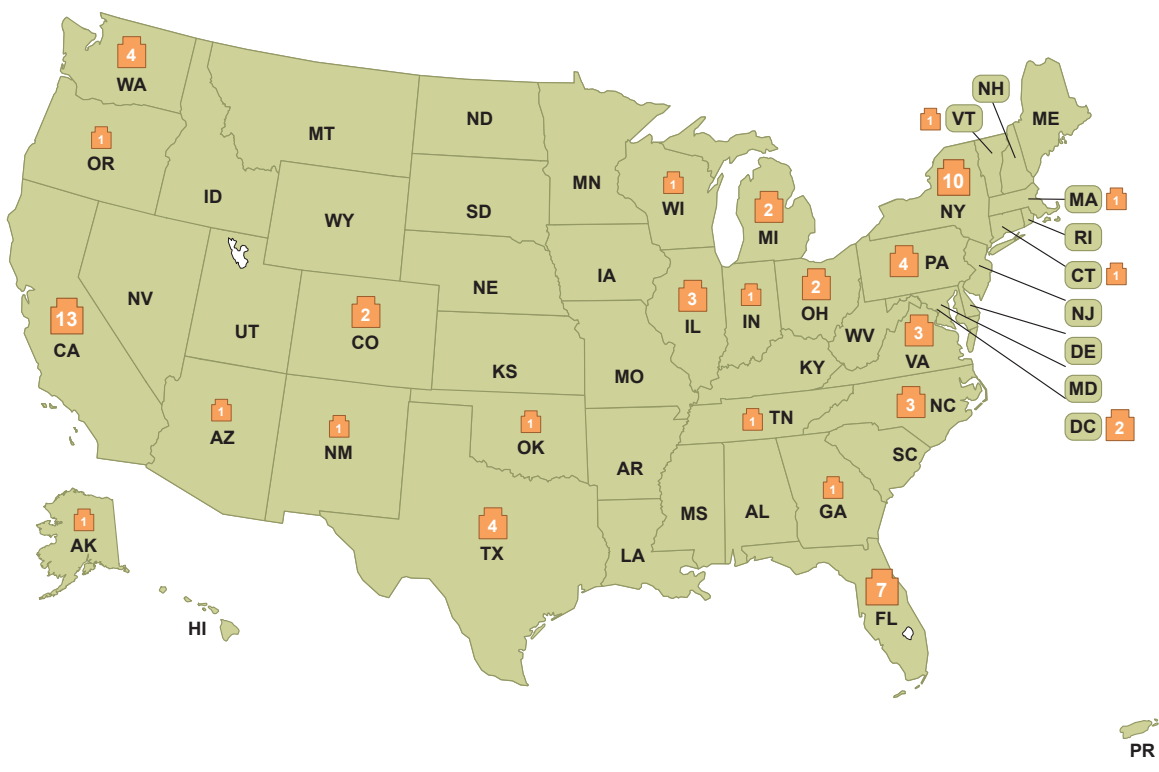 4
WA
1
OR
13
CA
NV
ID
MT
WY
UT
2
CO
1
AZ
1
NM
ND
SD
NE
KS
1
OK
4
TX
MN
IA
MO
AR
LA
1
WI
3
IL
2
MI
1
IN
2
OH
KY
1 TN
MS
AL
1
GA
7
FL
SC
3 NC
3
VA
WV
4 PA
10
NY
1 VT
NH
ME
MA 1
RI
CT 1
NJ
DE
MD
DC 2
1
AK
HI
PR